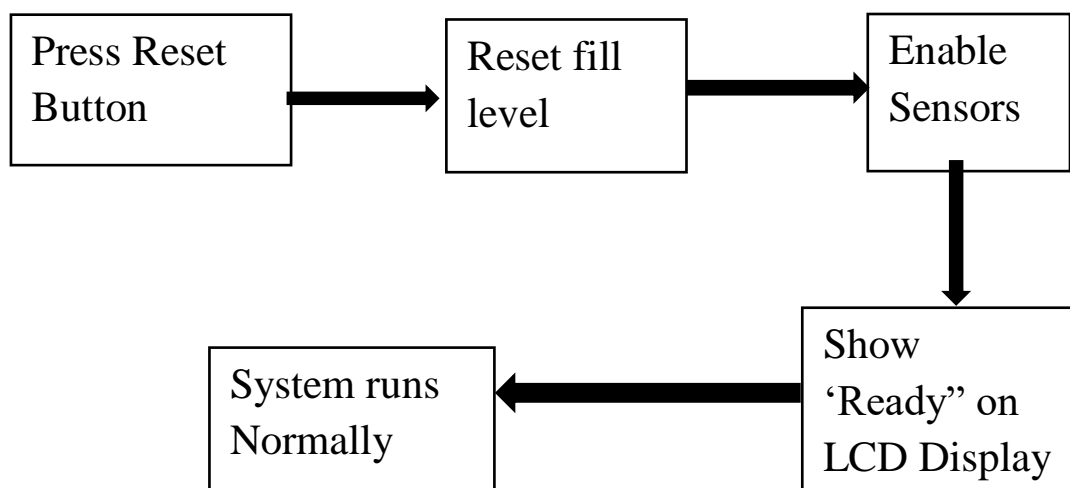 Press Reset
Button
Reset fill
level
Enable
Sensors
Show
‘Ready” on
LCD Display
System runs
Normally